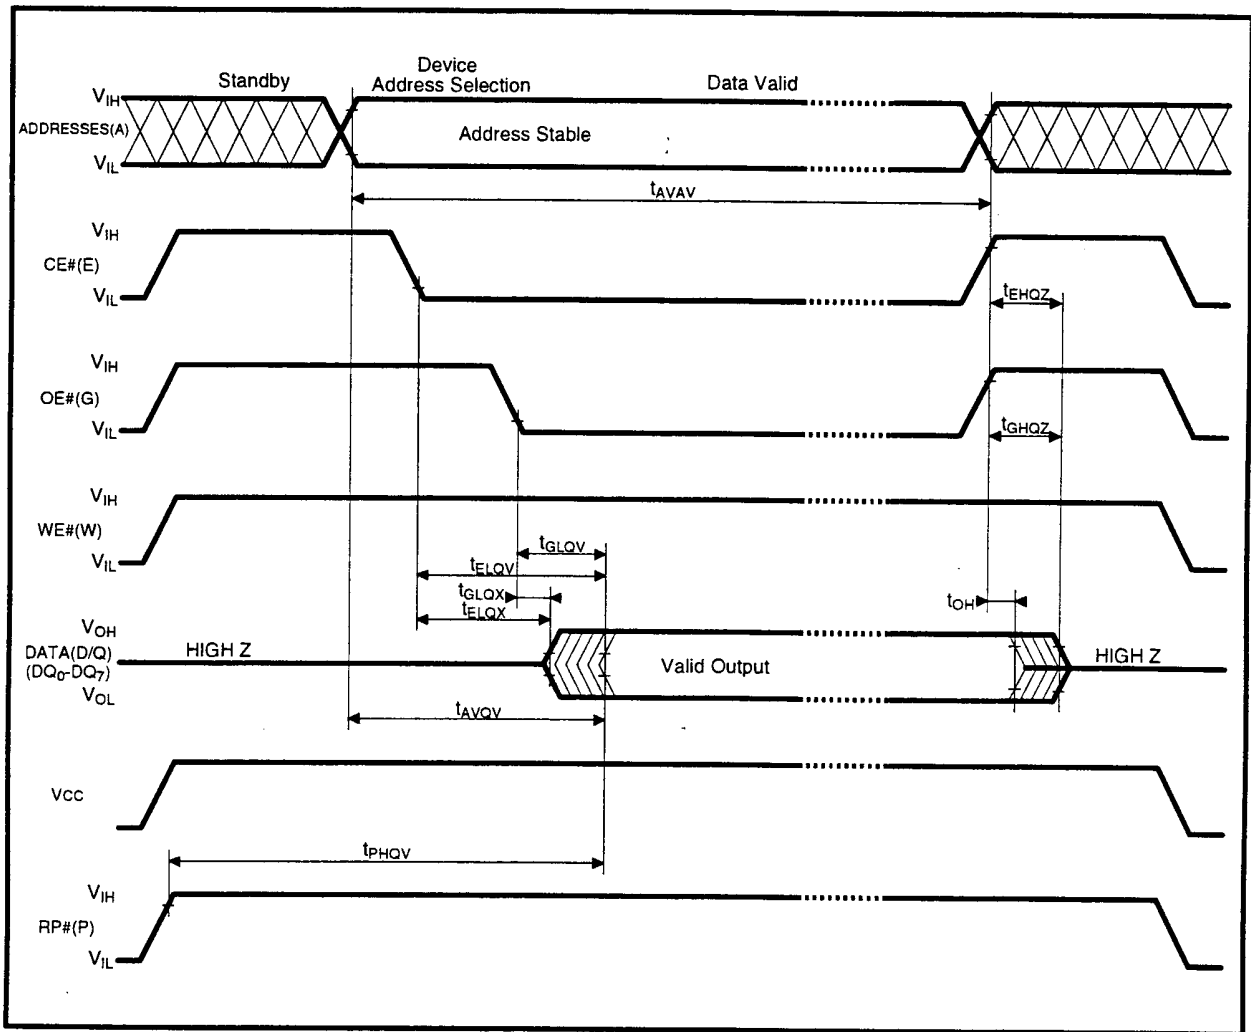 Standby
Device
Address Selection
Data Valid
VIH
ADDRESSES(A)
VIL
Address Stable
tAVAV
VIH
CE#(E)
VIL
tEHQZ
VIH
OE#(G)
VIL
tGHQZ
VIH
WE#(W)
VIL
tGLQV
tELQV
tGLQX
tELQX
tOH
VOH
DATA(D/Q)
(DQ0-DQ7)
VOL
HIGH Z
Valid Output
HIGH Z
tAVQV
VCC
tPHQV
VIH
RP#(P)
VIL